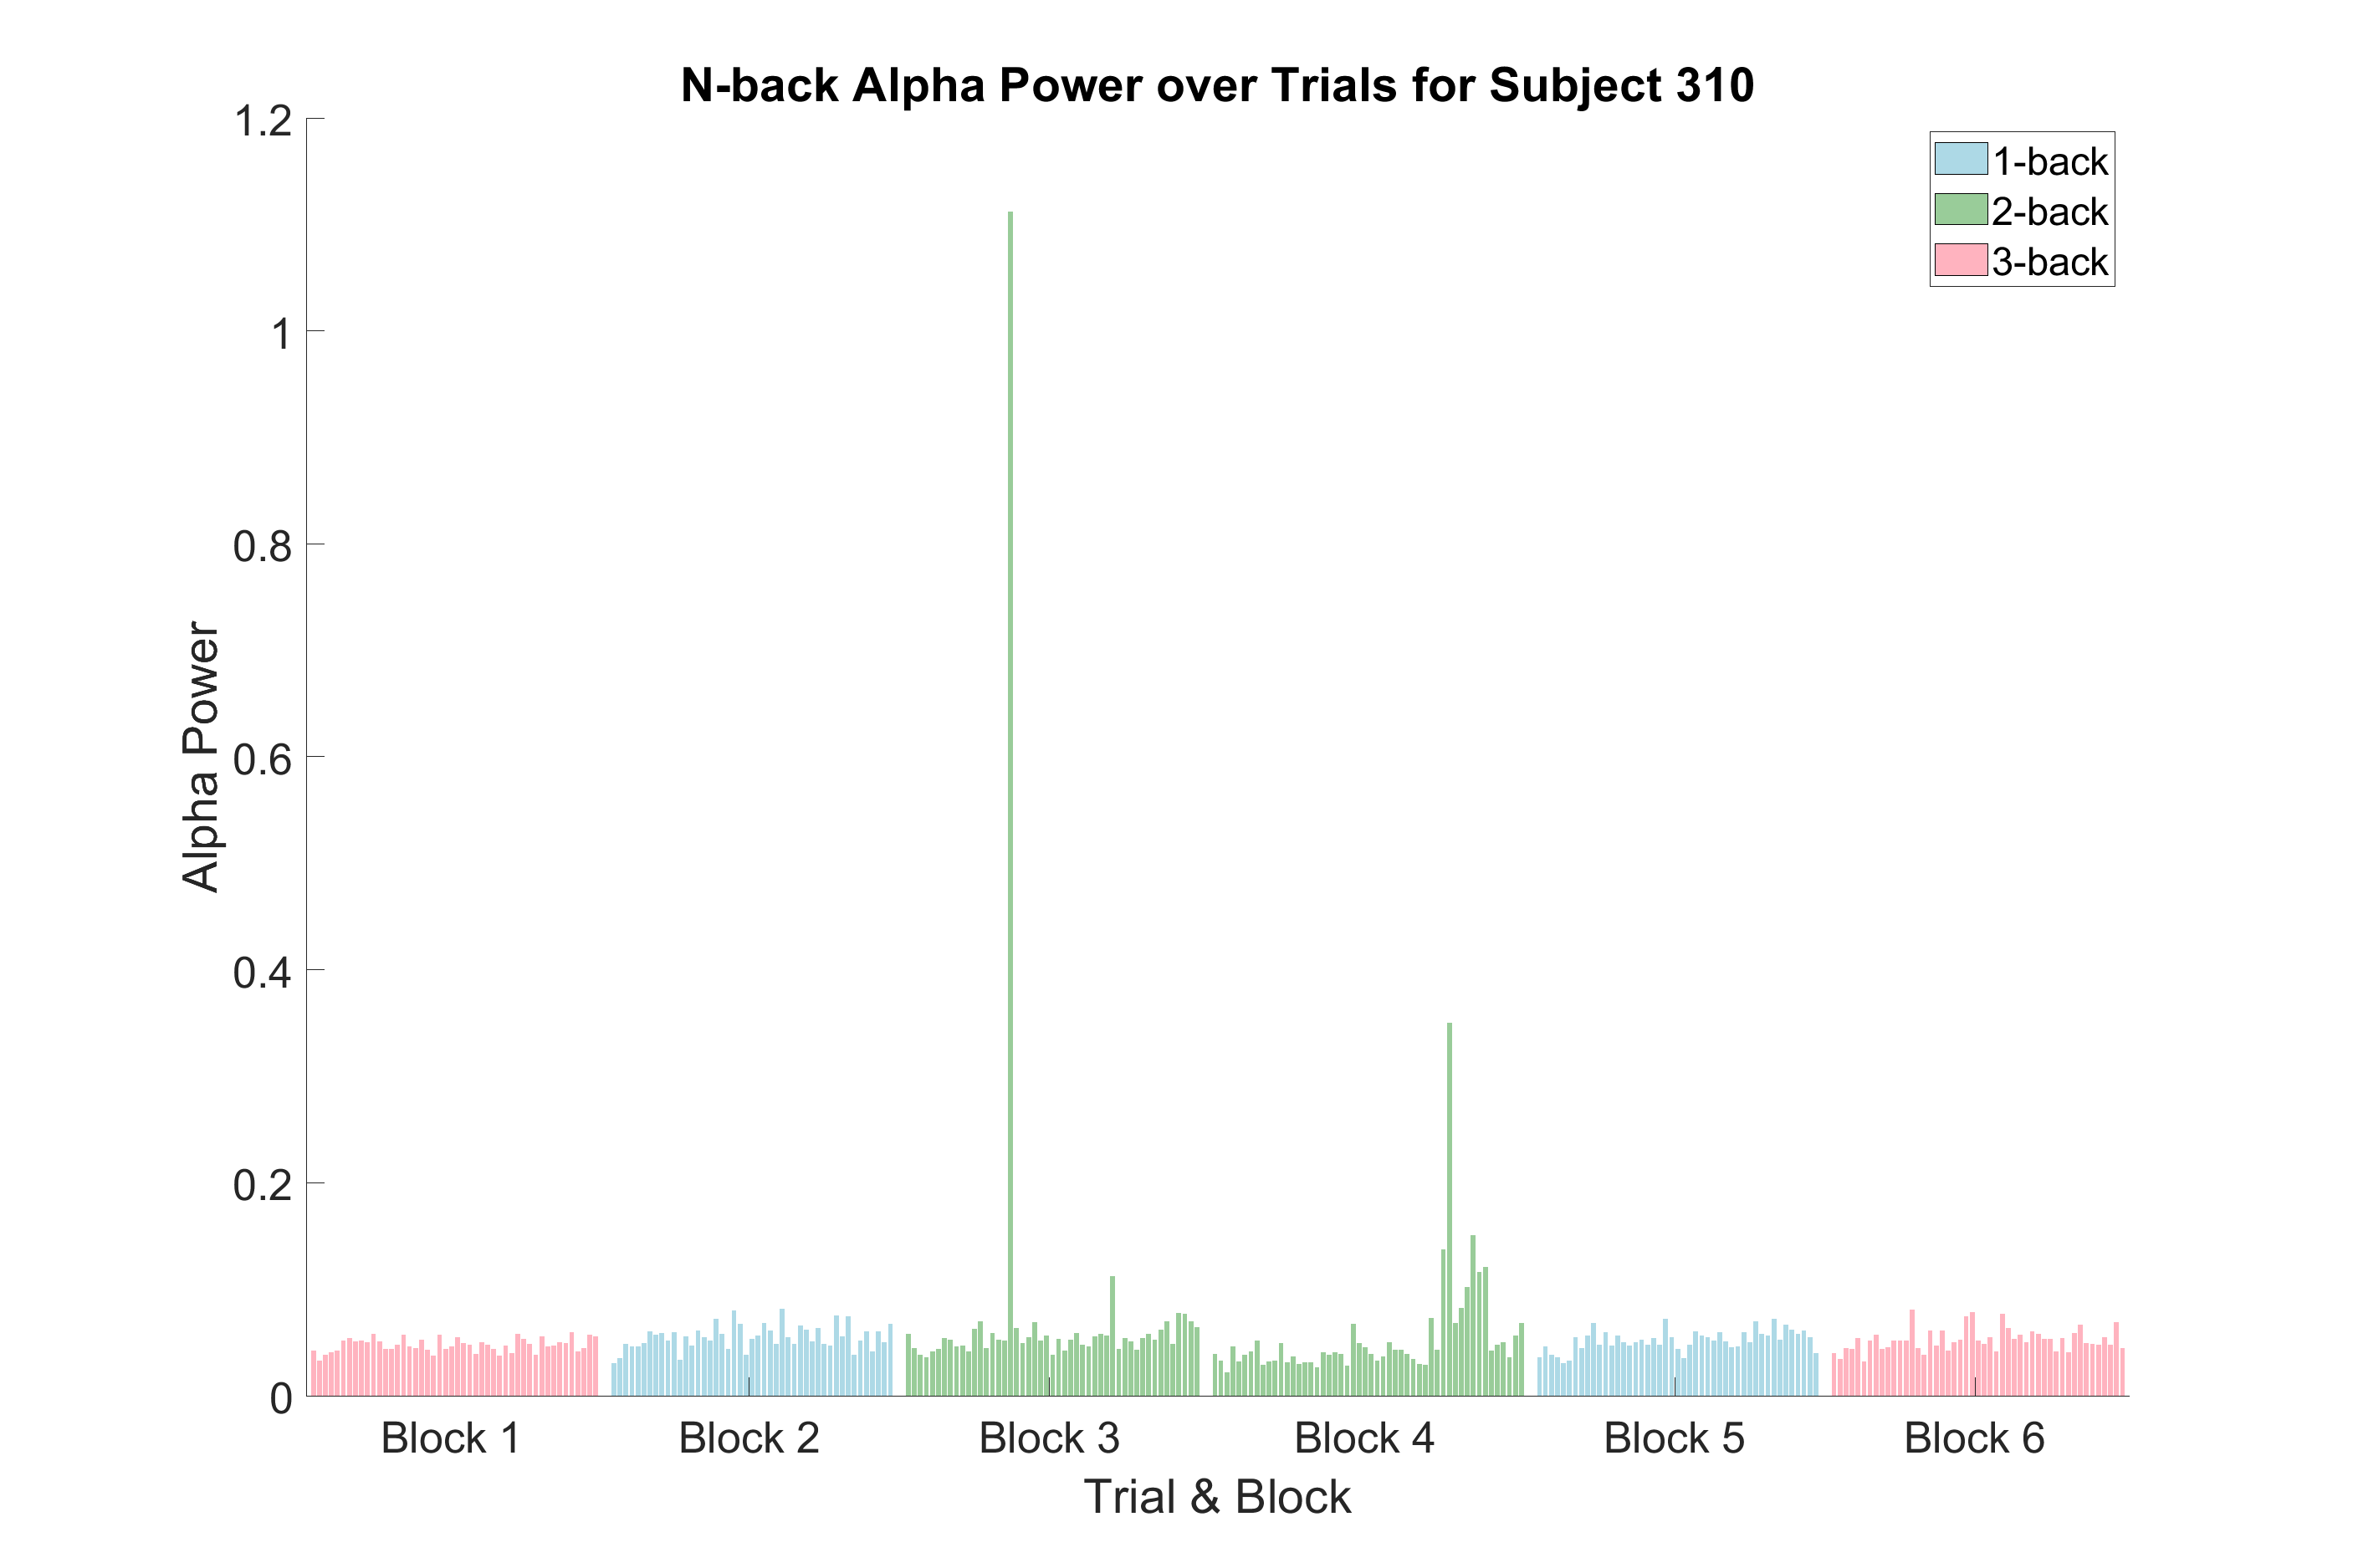 N-back Alpha Power over Trials for Subject 310
1.2
1
0.8
0.6
0.4
0.2
0
Alpha Power
1-back
2-back
3-back
Block 1
Block 2
Block 3
Block 4
Block 5
Block 6
Trial & Block